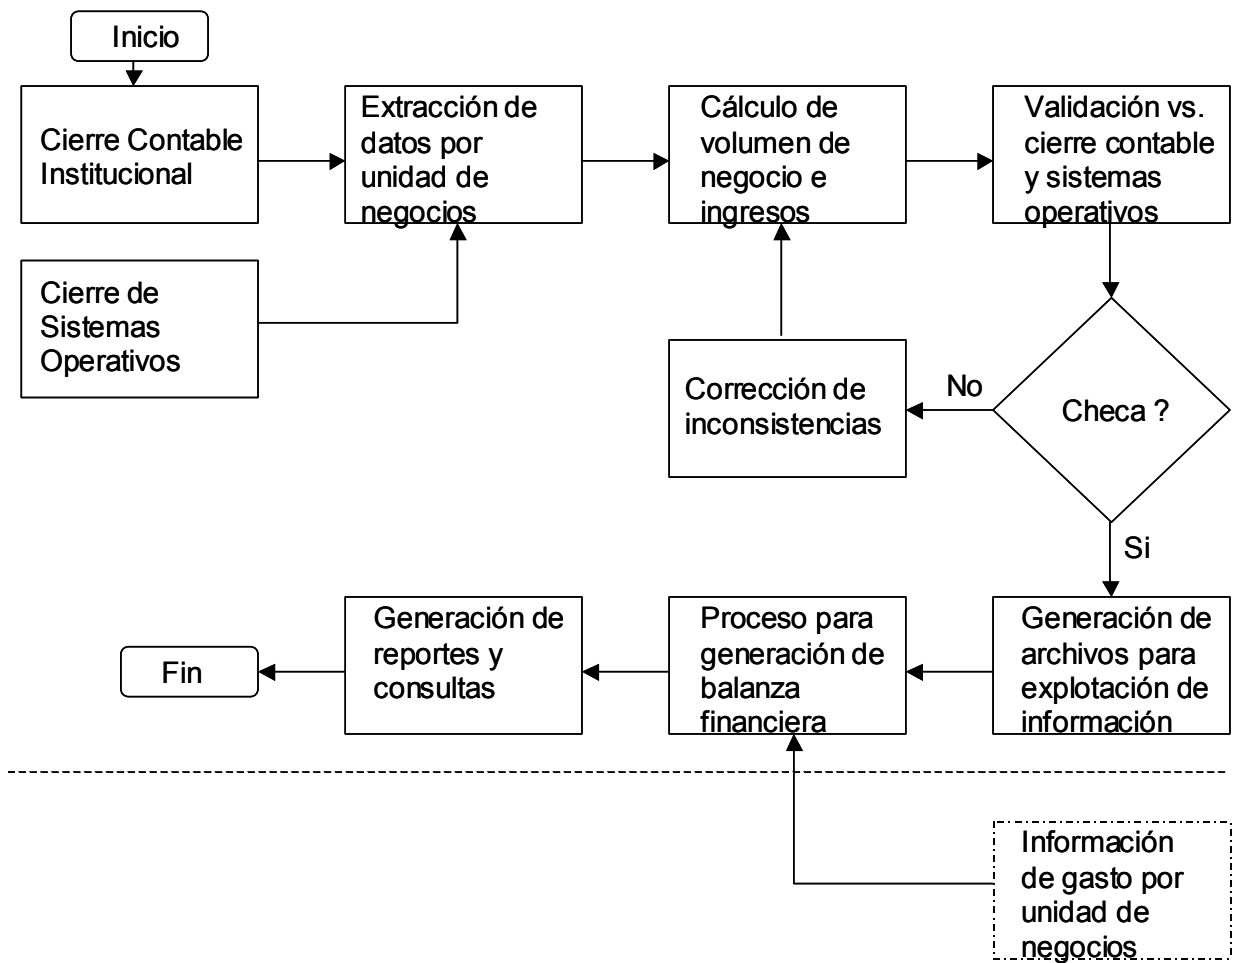 Inicio
Cierre Contable
Institucional
Extracción de
datos por
unidad de
negocios
Cálculo de
volumen de
negocio e
ingresos
Validación vs.
cierre contable
y sistemas
operativos
Cierre de
Sistemas
Operativos
Corrección de
inconsistencias
No
Checa ?
Si
Generación de
archivos para
explotación de
información
Proceso para
generación de
balanza
financiera
Generación de
reportes y
consultas
Fin
Información
de gasto por
unidad de
negocios